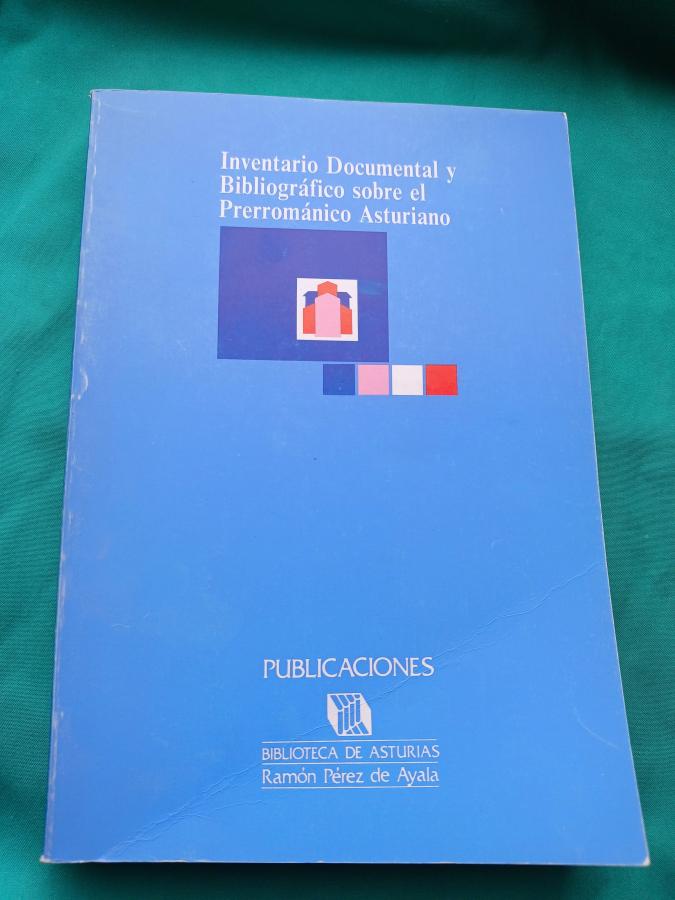 Inventario Documental y
Bibliográfico sobre el
Prerrománico Asturiano
PUBLICACIONES
BIBLIOTECA DE ASTURIAS
Ramón Pérez de Ayala